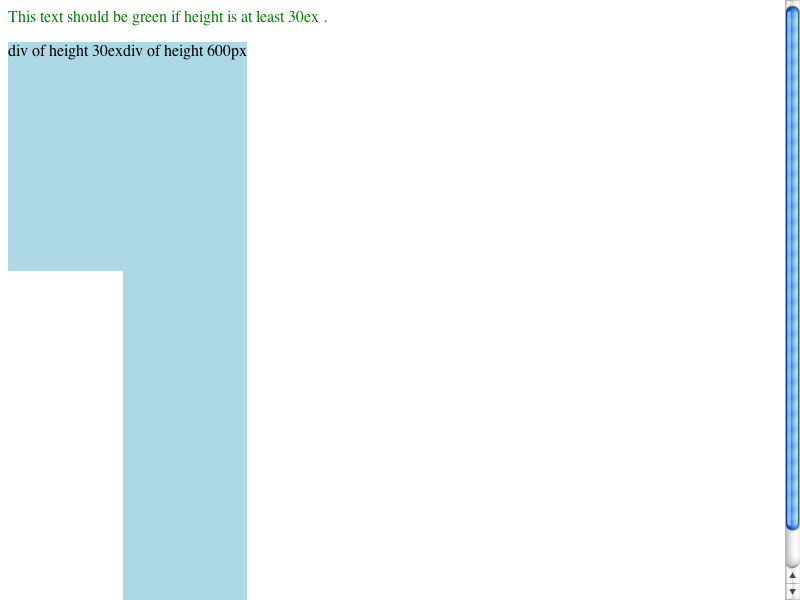 This text should be green if height is at least 30ex .
div of height 30exdiv of height 600px